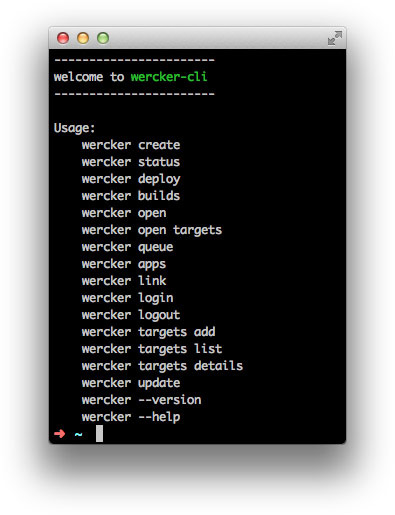 -----------------------
welcome to wercker-cli
-----------------------

Usage:
    wercker create
    wercker status
    wercker deploy
    wercker builds
    wercker open
    wercker open targets
    wercker queue
    wercker apps
    wercker link
    wercker login
    wercker logout
    wercker targets add
    wercker targets list
    wercker targets details
    wercker update
    wercker --version
    wercker --help
➜ ~